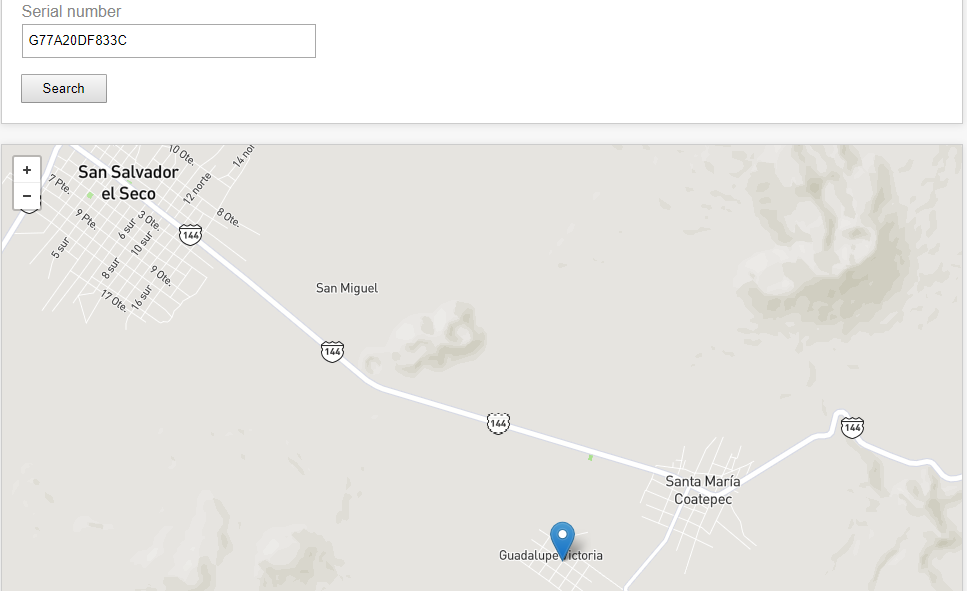 Serial number
G77A20DF833C
Search
+
−
San Salvador
el Seco
10 Ote.
14 nor
7 Pte.
12 norte
9 Pte.
3 Ote.
8 Ote.
6 sur
144
10 sur
5 sur
8 sur
9 Ote.
17 Ote.
16 sur
San Miguel
144
144
144
Santa María
Coatepec
Guadalupe Victoria